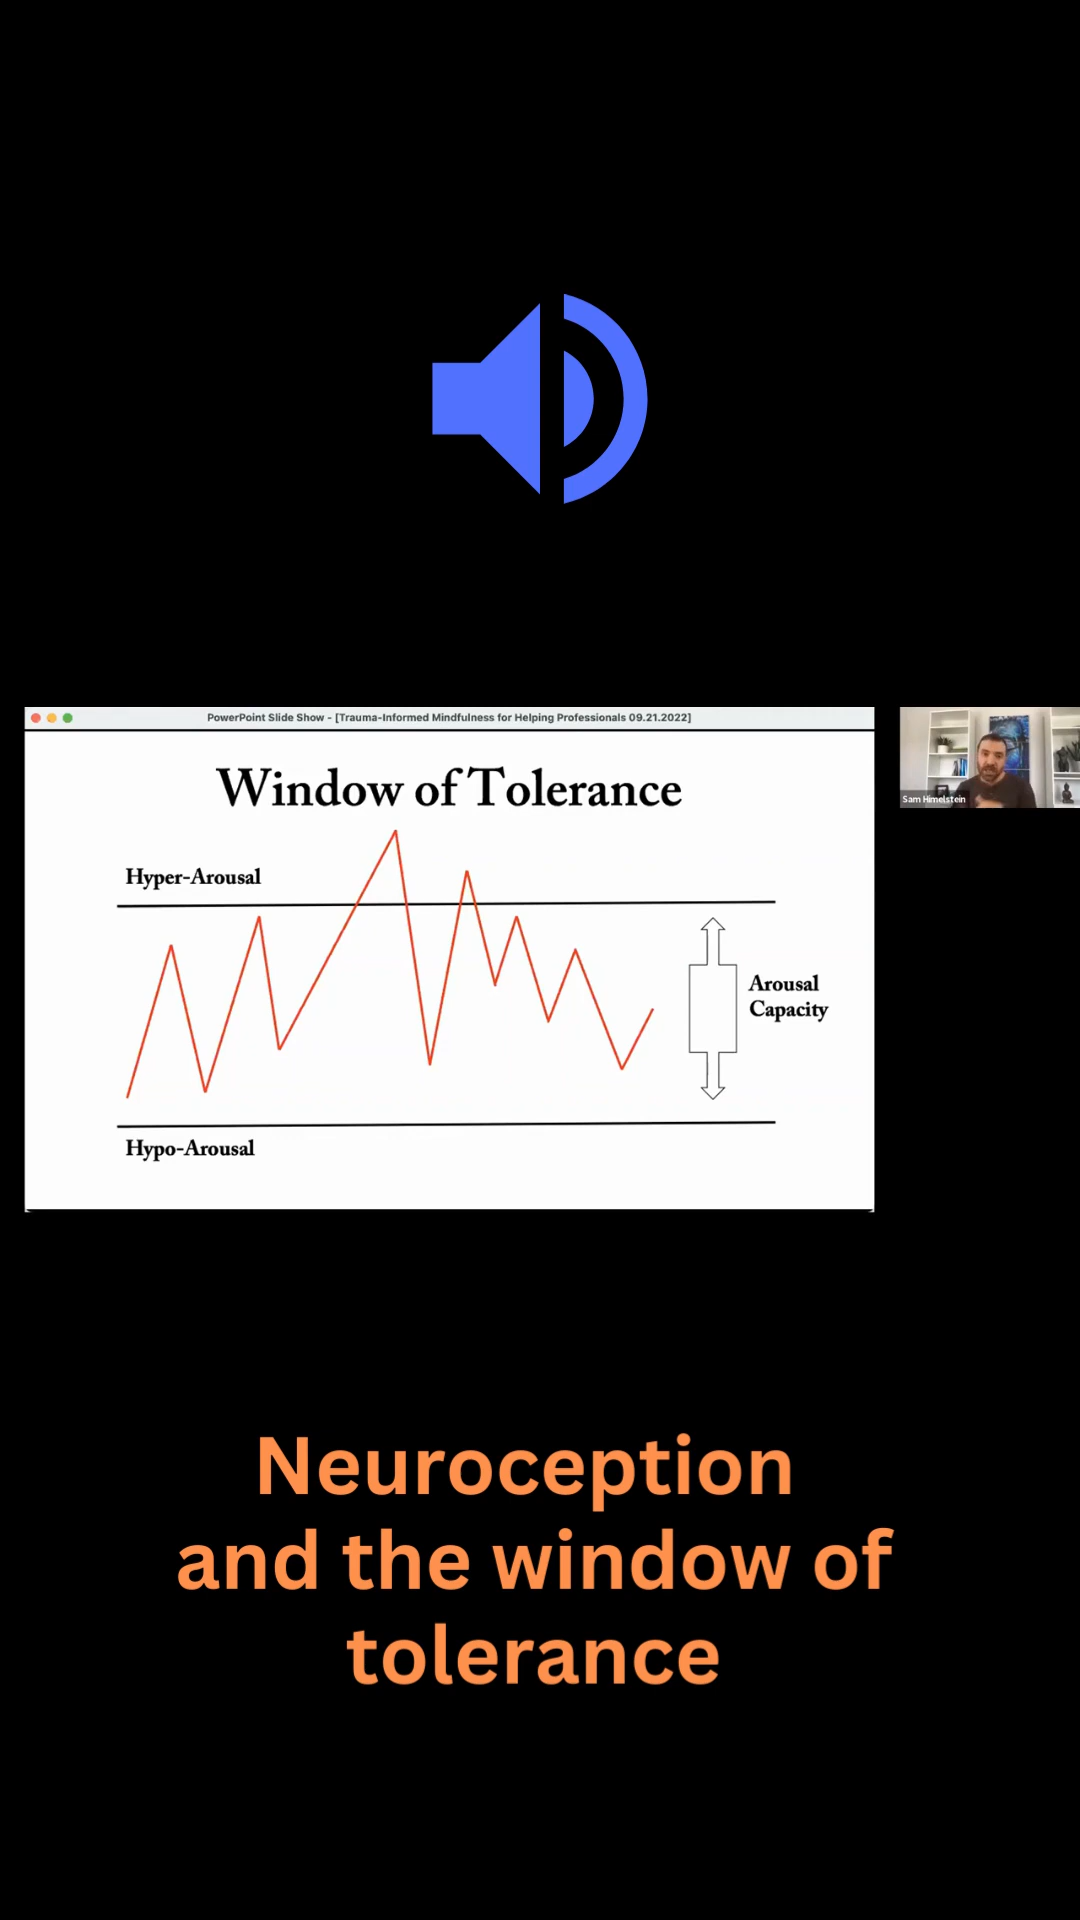 PowerPoint Slide Show - [Trauma-Informed Mindfulness for Helping Professionals 09.21.2022]
Window of Tolerance
Hyper-Arousal
Arousal
Capacity
Hypo-Arousal
Sam Himelstein
Neuroception
and the window of
tolerance